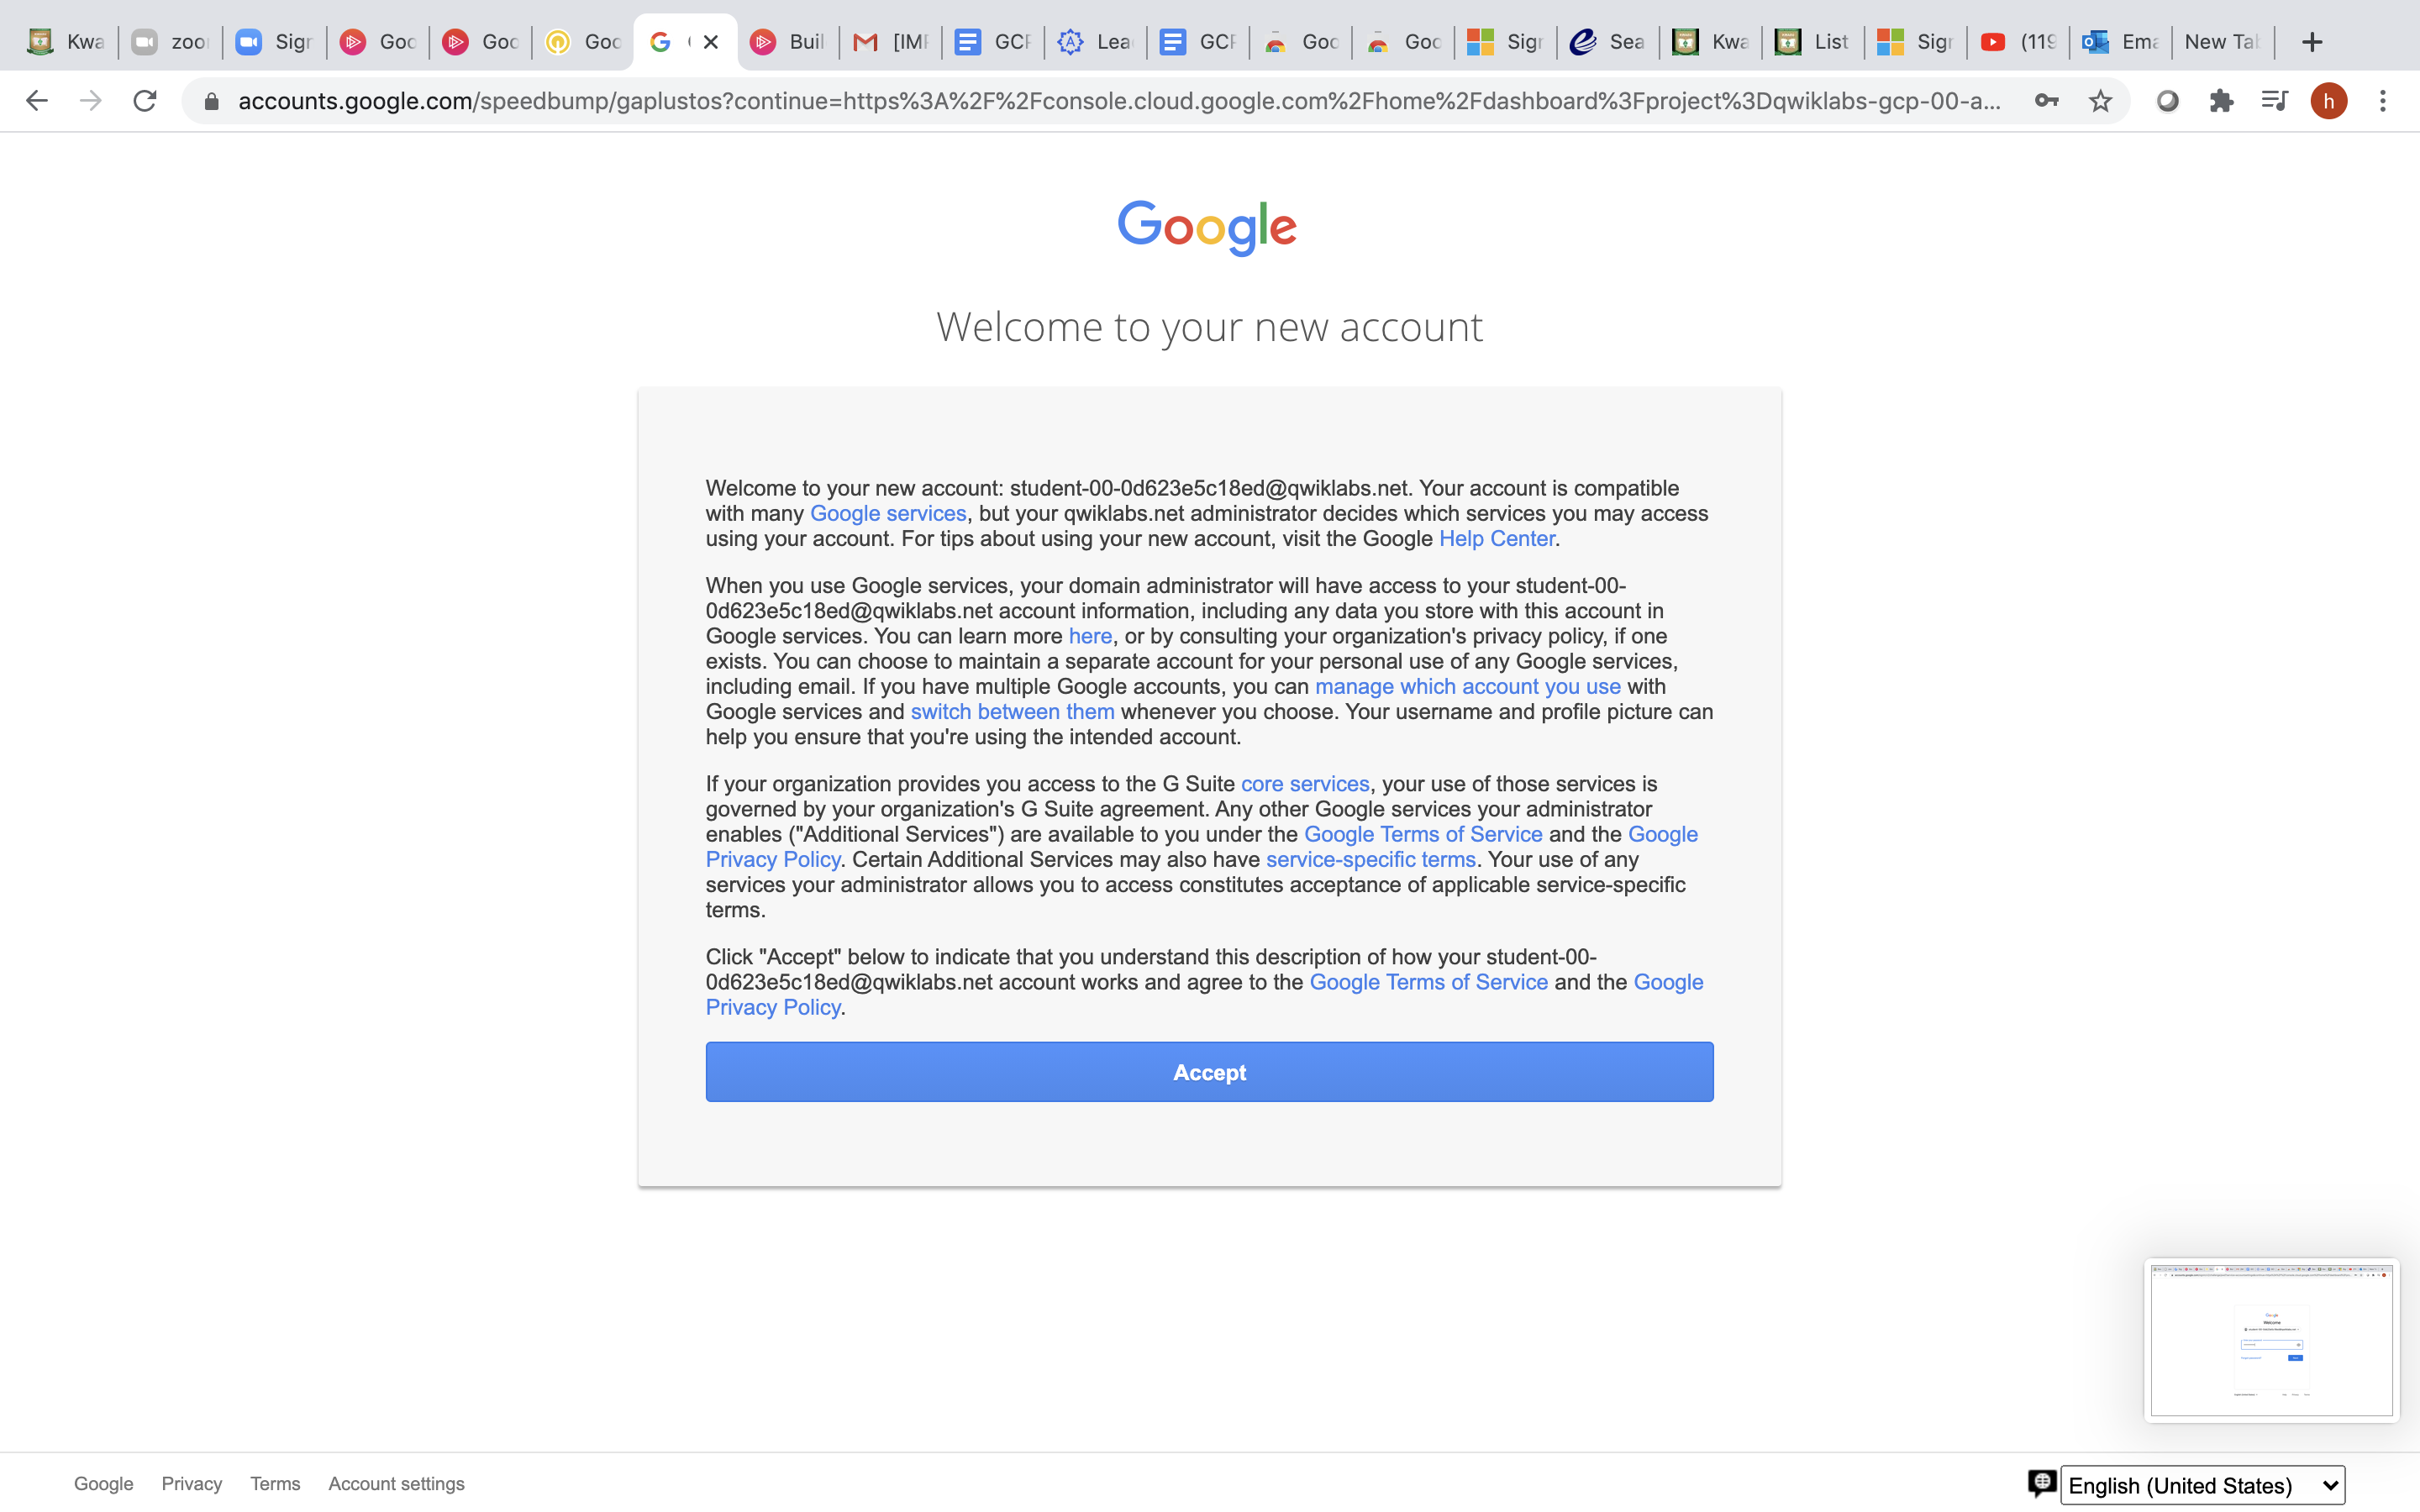 Kwa zoo Sigr Goo Goo Goo Buil [IMI GCF Lea GCF Goo Goo Sigr Sea Kwa List Sigr (119 Ema New Tab
accounts.google.com/speedbump/gaplustos?continue=https%3A%2F%2Fconsole.cloud.google.com%2Fhome%2Fdashboard%3Fproject%3Dqwiklabs-gcp-00-a... h
Google
Welcome to your new account
Welcome to your new account: student-00-0d623e5c18ed@qwiklabs.net. Your account is compatible
with many Google services, but your qwiklabs.net administrator decides which services you may access
using your account. For tips about using your new account, visit the Google Help Center.
When you use Google services, your domain administrator will have access to your student-00-
0d623e5c18ed@qwiklabs.net account information, including any data you store with this account in
Google services. You can learn more here, or by consulting your organization's privacy policy, if one
exists. You can choose to maintain a separate account for your personal use of any Google services,
including email. If you have multiple Google accounts, you can manage which account you use with
Google services and switch between them whenever you choose. Your username and profile picture can
help you ensure that you're using the intended account.
If your organization provides you access to the G Suite core services, your use of those services is
governed by your organization's G Suite agreement. Any other Google services your administrator
enables ("Additional Services") are available to you under the Google Terms of Service and the Google
Privacy Policy. Certain Additional Services may also have service-specific terms. Your use of any
services your administrator allows you to access constitutes acceptance of applicable service-specific
terms.
Click "Accept" below to indicate that you understand this description of how your student-00-
0d623e5c18ed@qwiklabs.net account works and agree to the Google Terms of Service and the Google
Privacy Policy.
Accept
Google
Welcome
Google Privacy Terms Account settings English (United States)